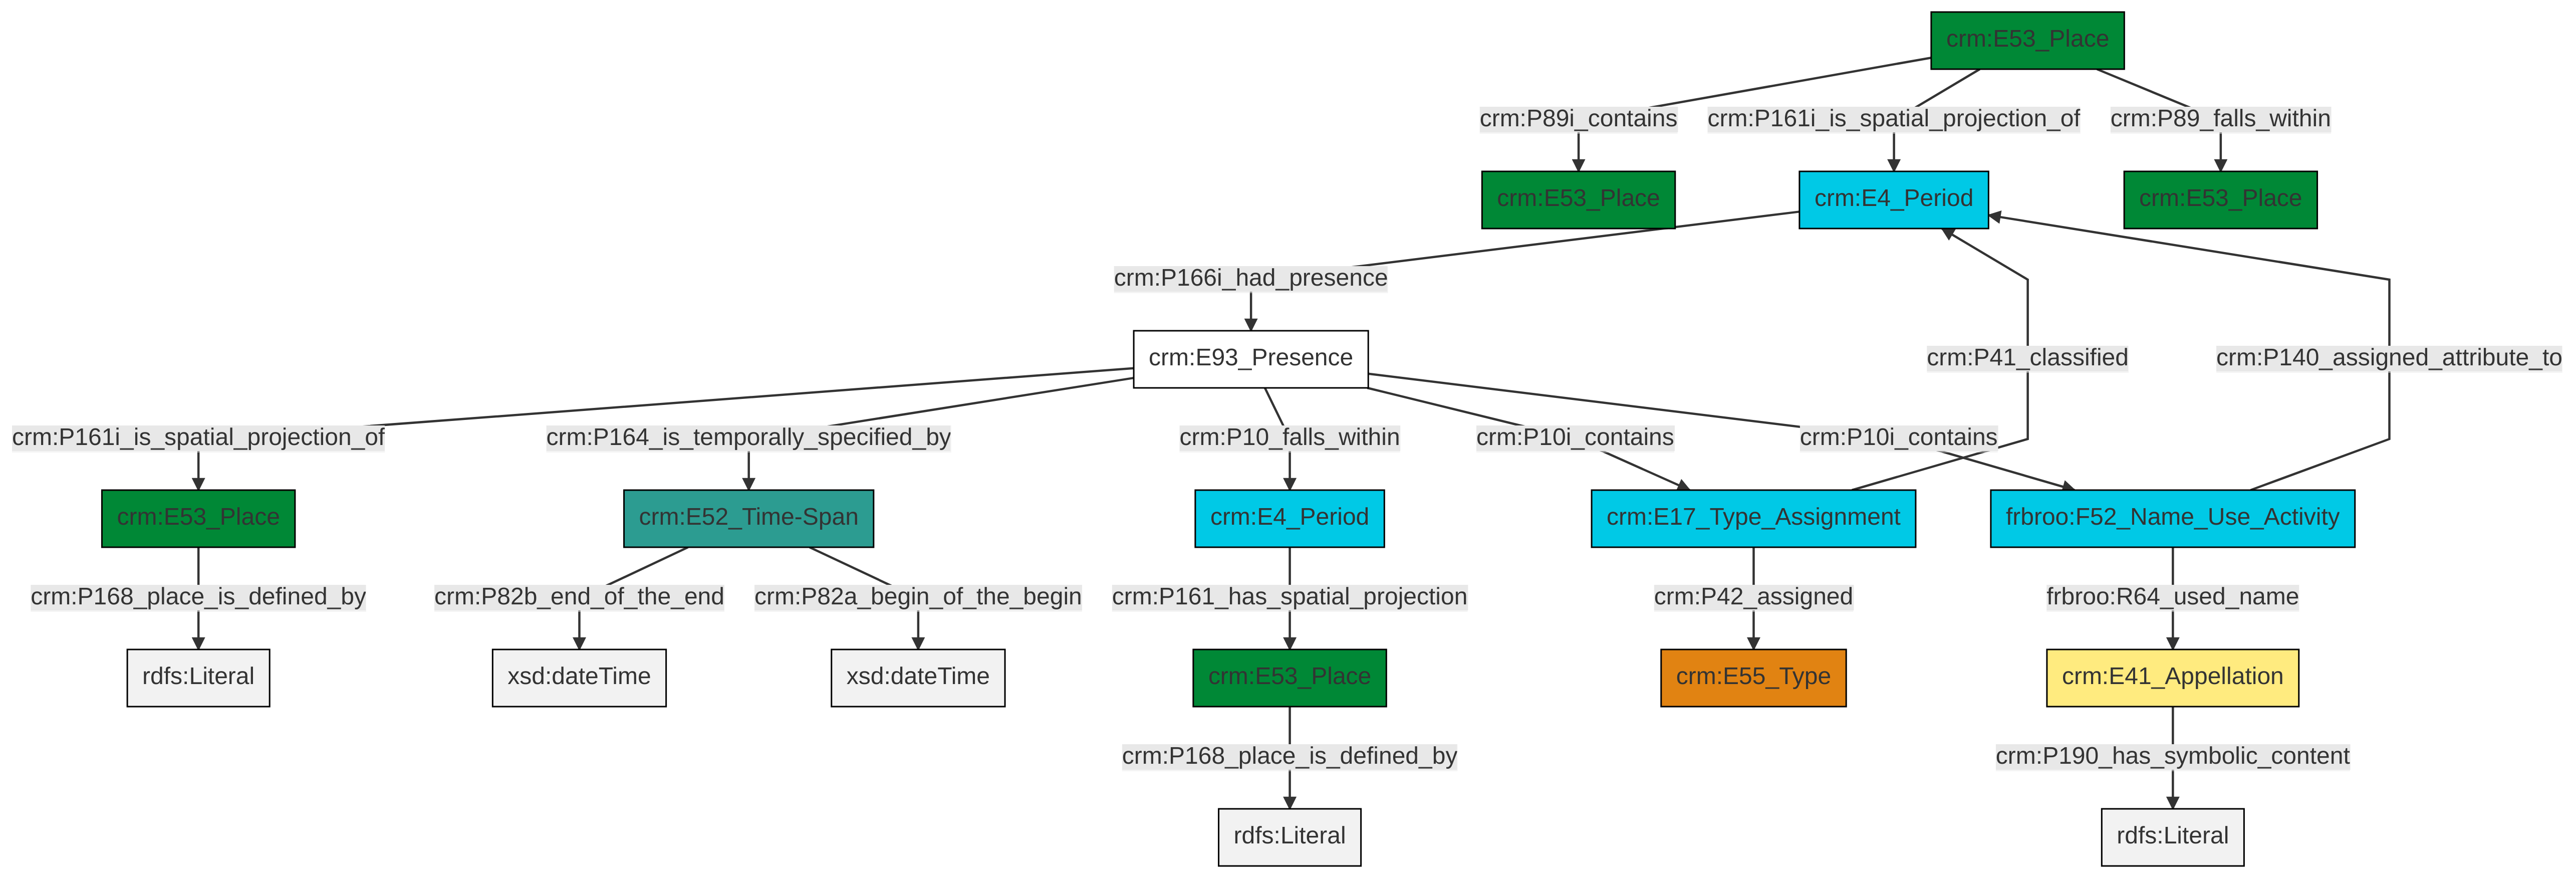 crm:E53_Place
crm:P89i_contains
crm:P161i_is_spatial_projection_of
crm:P89_falls_within
crm:E53_Place
crm:E4_Period
crm:E53_Place
crm:P166i_had_presence
crm:E93_Presence
crm:P41_classified
crm:P140_assigned_attribute_to
crm:P161i_is_spatial_projection_of
crm:P164_is_temporally_specified_by
crm:P10_falls_within
crm:P10i_contains
crm:P10i_contains
crm:E53_Place
crm:E52_Time-Span
crm:E4_Period
crm:E17_Type_Assignment
frbroo:F52_Name_Use_Activity
crm:P168_place_is_defined_by
crm:P82b_end_of_the_end
crm:P82a_begin_of_the_begin
crm:P161_has_spatial_projection
crm:P42_assigned
frbroo:R64_used_name
rdfs:Literal
xsd:dateTime
xsd:dateTime
crm:E53_Place
crm:E55_Type
crm:E41_Appellation
crm:P168_place_is_defined_by
crm:P190_has_symbolic_content
rdfs:Literal
rdfs:Literal